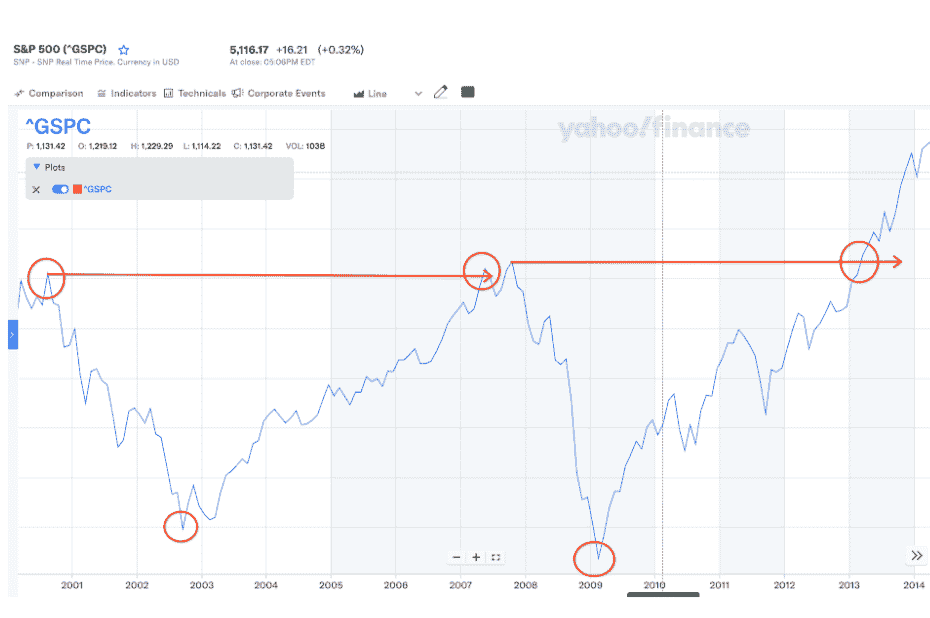 S&P 500 (^GSPC)
5,116.17 +16.21 (+0.32%)
SNP - SNP Real Time Price. Currency in USD
At close: 05:06PM EDT
Comparison Indicators Technicals Corporate Events Line
^GSPC
yahoo/finance
P: 1,131.42 O: 1,219.12 H: 1,229.29 L: 1,114.22 C: 1,131.42 VOL: 103B
Plots
^GSPC
2001 2002 2003 2004 2005 2006 2007 2008 2009 2010 2011 2012 2013 2014